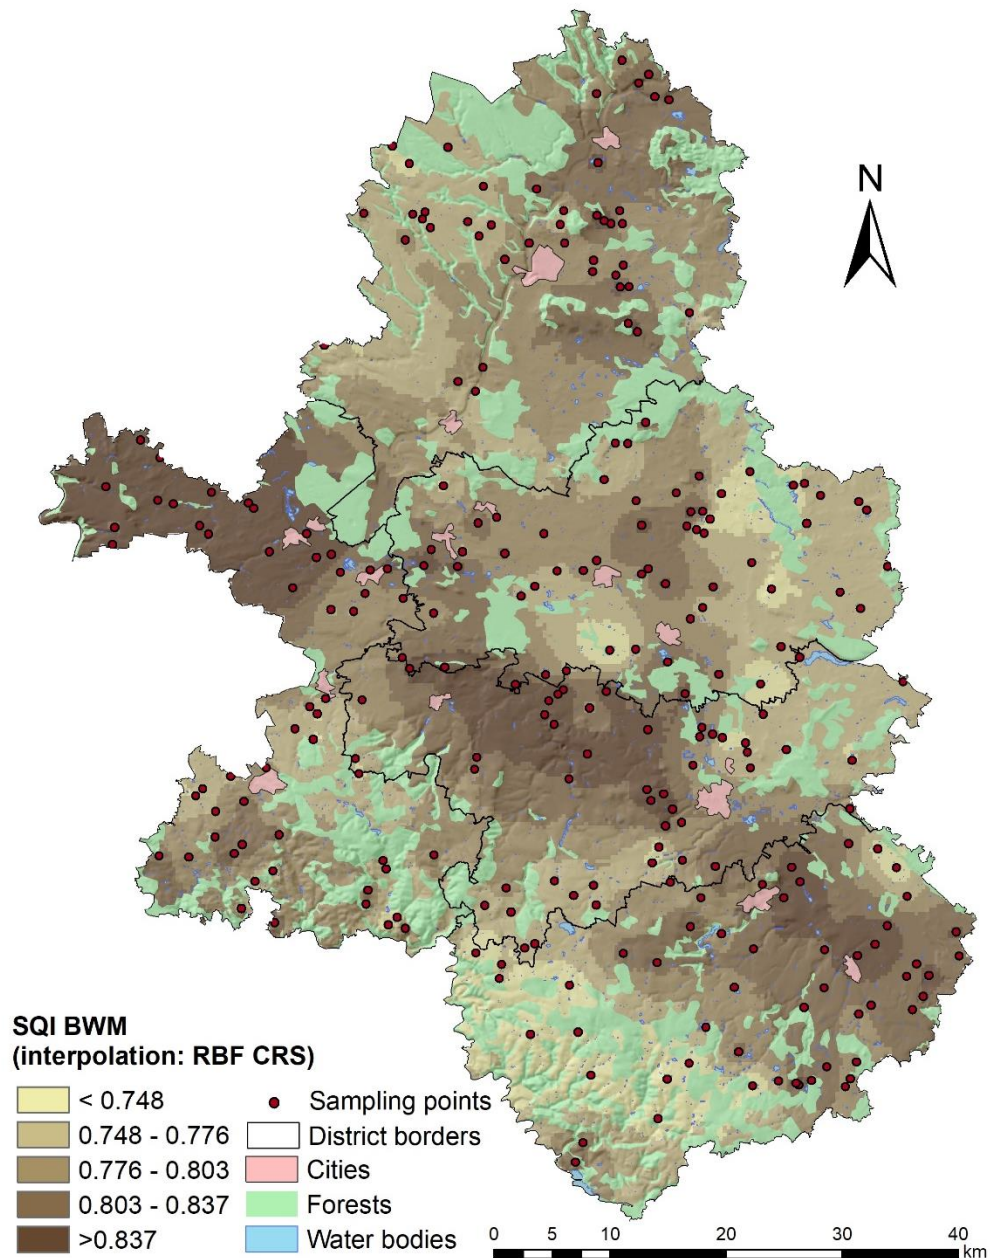 N
SQI BWM
(interpolation: RBF CRS)
< 0.748
0.748 - 0.776
0.776 - 0.803
0.803 - 0.837
>0.837
Sampling points
District borders
Cities
Forests
Water bodies
0 5 10 20 30 40
km